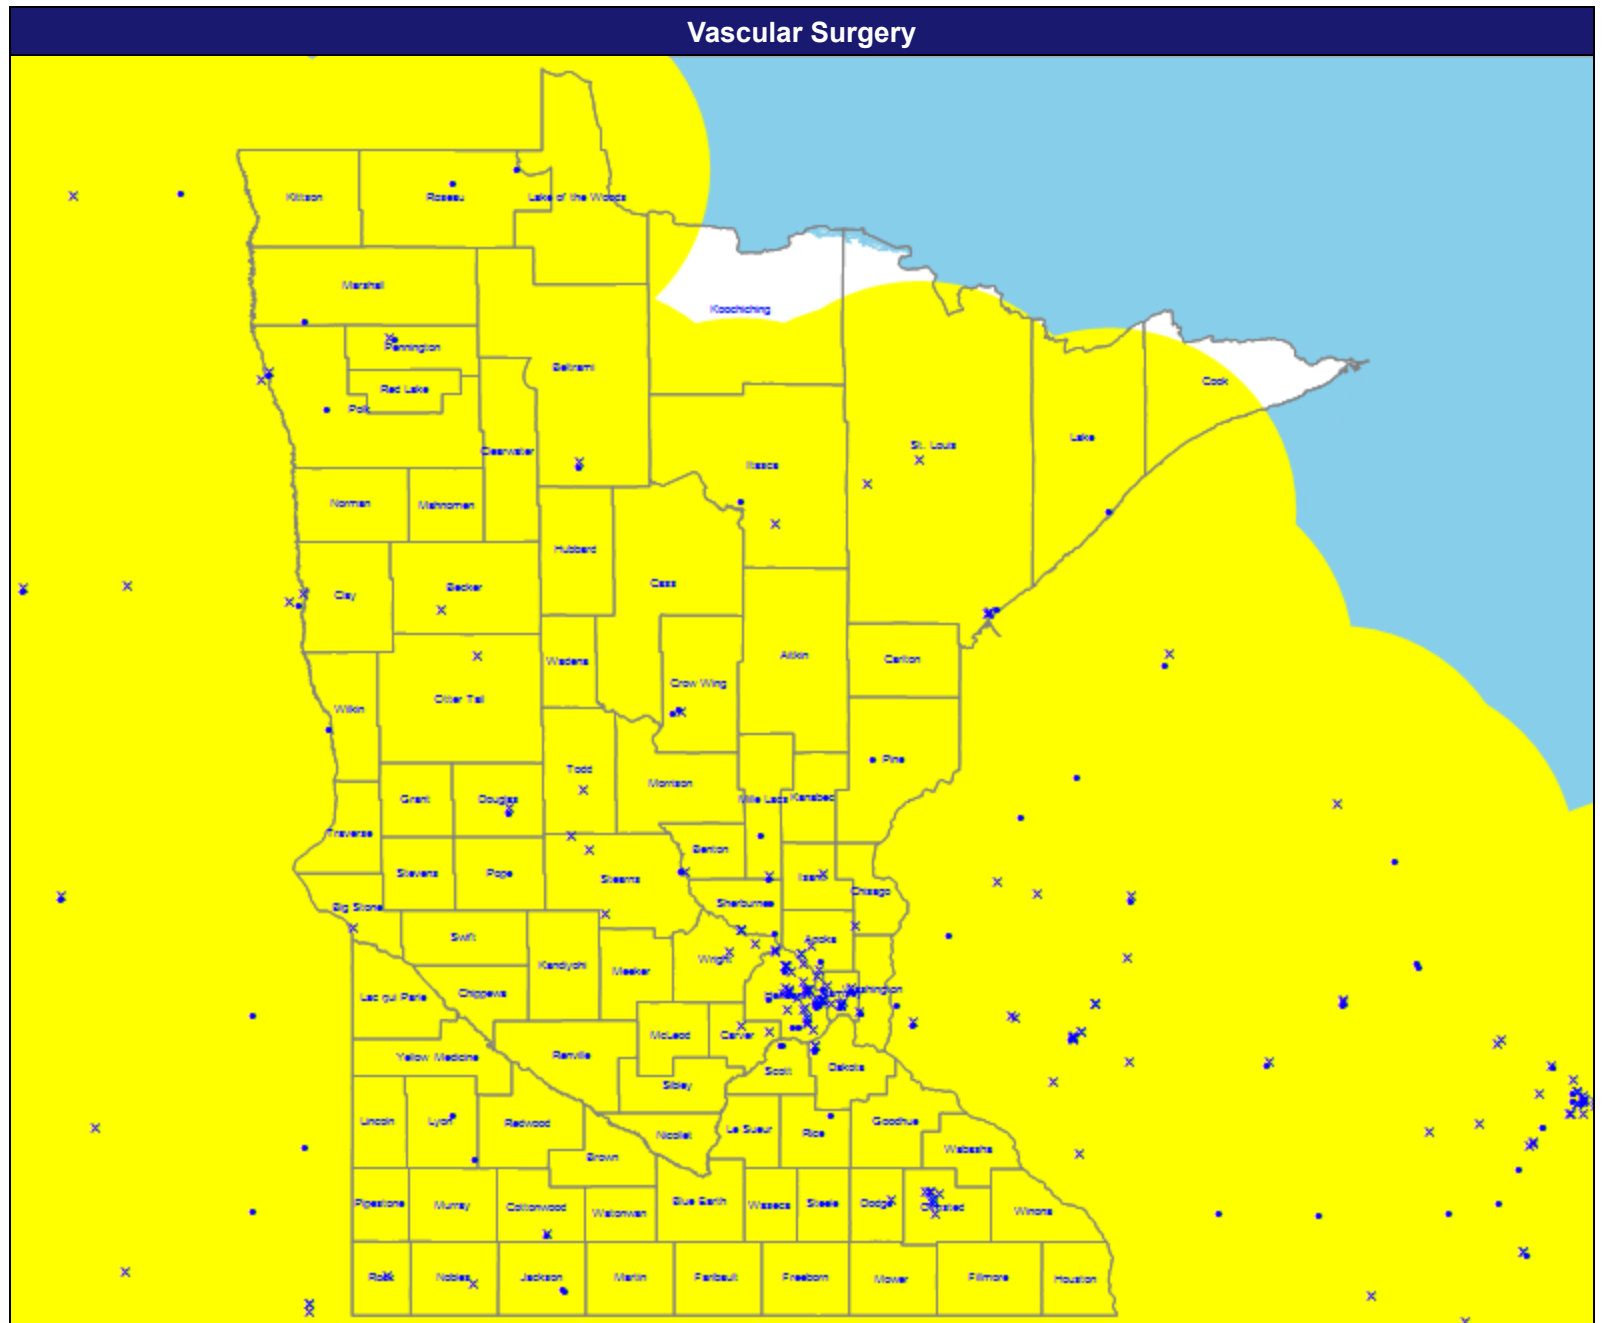 Vascular Surgery
Kittson
Roseau
Lake of the Woods
Marshall
Koochiching
Pennington
Beltrami
Cook
Red Lake
Polk
Lake
St. Louis
Clearwater
Itasca
Norman
Mahnomen
Hubbard
Cass
Becker
Clay
Aitkin
Carlton
Wadena
Crow Wing
Otter Tail
Wilkin
Pine
Todd
Morrison
Grant
Douglas
Mille Lacs
Kanabec
Traverse
Benton
Stevens
Pope
Stearns
Isanti
Chisago
Sherburne
Big Stone
Swift
Anoka
Kandiyohi
Meeker
Wright
Chippewa
Lac qui Parle
Washington
McLeod
Carver
Renville
Yellow Medicine
Scott
Dakota
Sibley
Lincoln
Lyon
Redwood
Goodhue
Le Sueur
Rice
Nicollet
Wabasha
Brown
Pipestone
Murray
Cottonwood
Watonwan
Blue Earth
Waseca
Steele
Dodge
Olmsted
Winona
Rock
Nobles
Jackson
Martin
Faribault
Freeborn
Mower
Fillmore
Houston